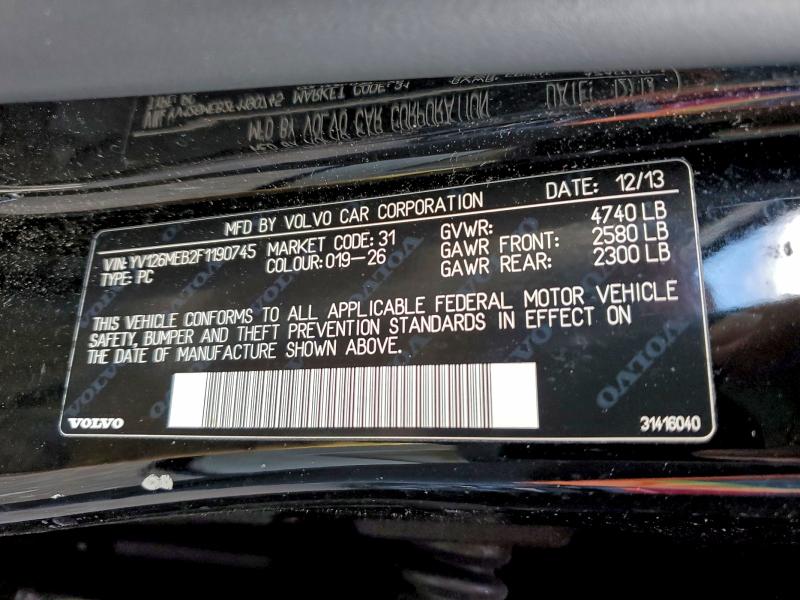 MFD BY VOLVO CAR CORPORATION DATE: 12/13
VIN: YV126MEB2F1190745 MARKET CODE: 31 GVWR: 4740 LB
TYPE: PC COLOUR: 019-26 GAWR FRONT: 2580 LB
GAWR REAR: 2300 LB
THIS VEHICLE CONFORMS TO ALL APPLICABLE FEDERAL MOTOR VEHICLE
SAFETY, BUMPER AND THEFT PREVENTION STANDARDS IN EFFECT ON
THE DATE OF MANUFACTURE SHOWN ABOVE.
VOLVO 31416040